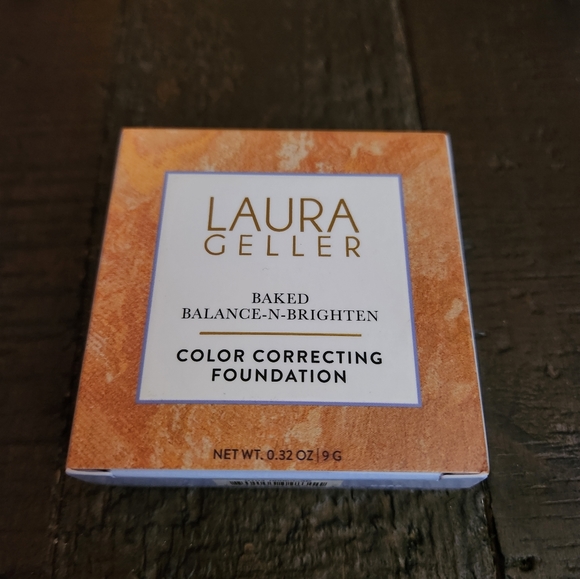 LAURA
GELLER
BAKED
BALANCE-N-BRIGHTEN
COLOR CORRECTING
FOUNDATION
NET WT. 0.32 OZ | 9 G